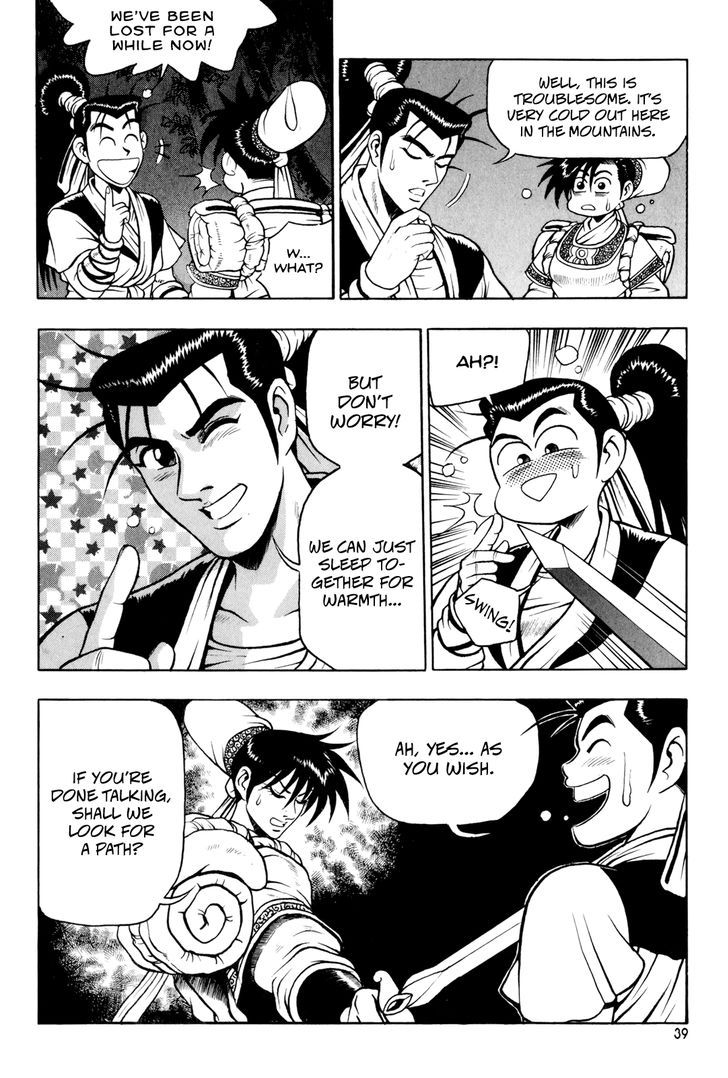 WE'VE BEEN
LOST FOR A
WHILE NOW!
W...
WHAT?
WELL, THIS IS
TROUBLESOME. IT'S
VERY COLD OUT HERE
IN THE MOUNTAINS.
BUT
DON'T
WORRY!
WE CAN JUST
SLEEP TO-
GETHER FOR
WARMTH...
AH?!
SWING!
IF YOU'RE
DONE TALKING,
SHALL WE
LOOK FOR A
PATH?
AH, YES... AS
YOU WISH.
39